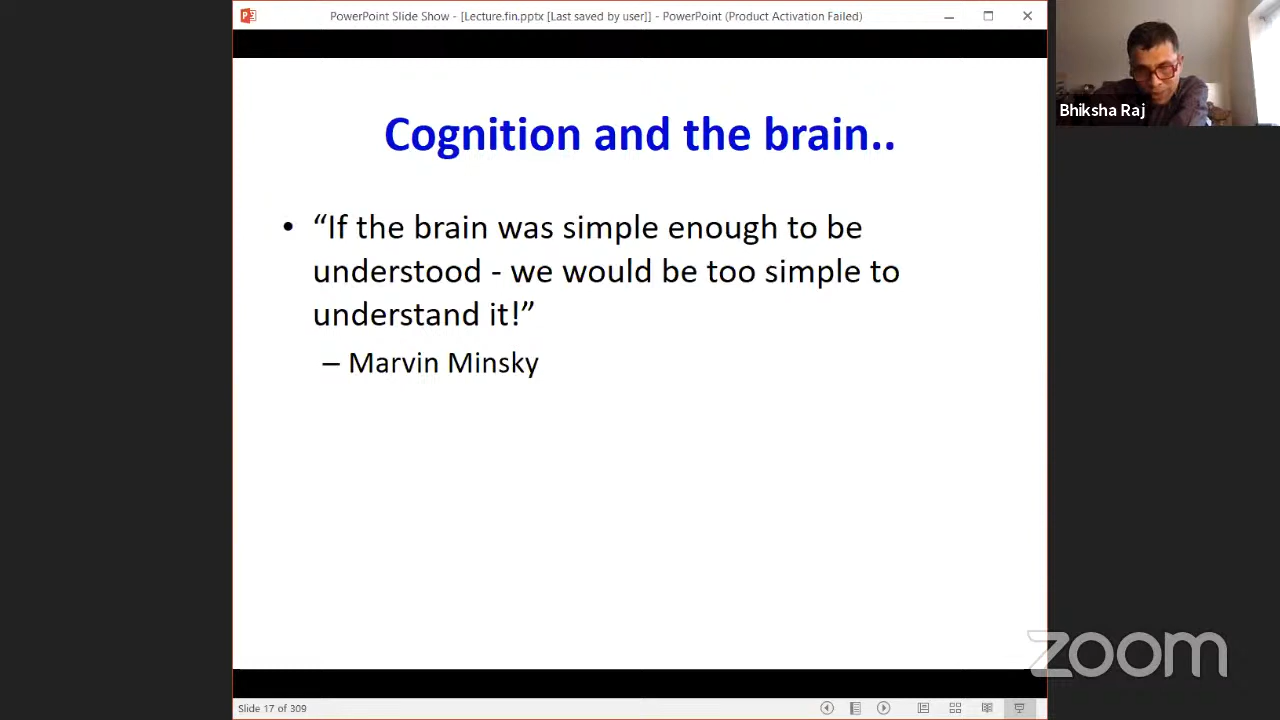 PowerPoint Slide Show - [Lecture.fin.pptx [Last saved by user]] - PowerPoint (Product Activation Failed)
Bhiksha Raj
Cognition and the brain..
• “If the brain was simple enough to be
understood - we would be too simple to
understand it!”
– Marvin Minsky
zoom
Slide 17 of 309